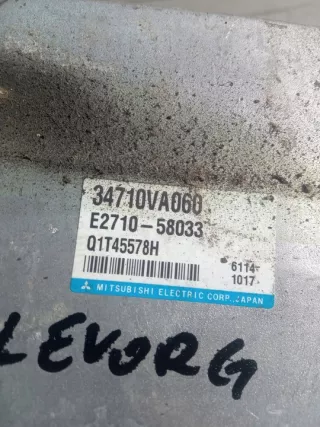 34710VA060
E2710-58033
Q1T45578H
6114
1017
MITSUBISHI ELECTRIC CORP., JAPAN
LEVORG